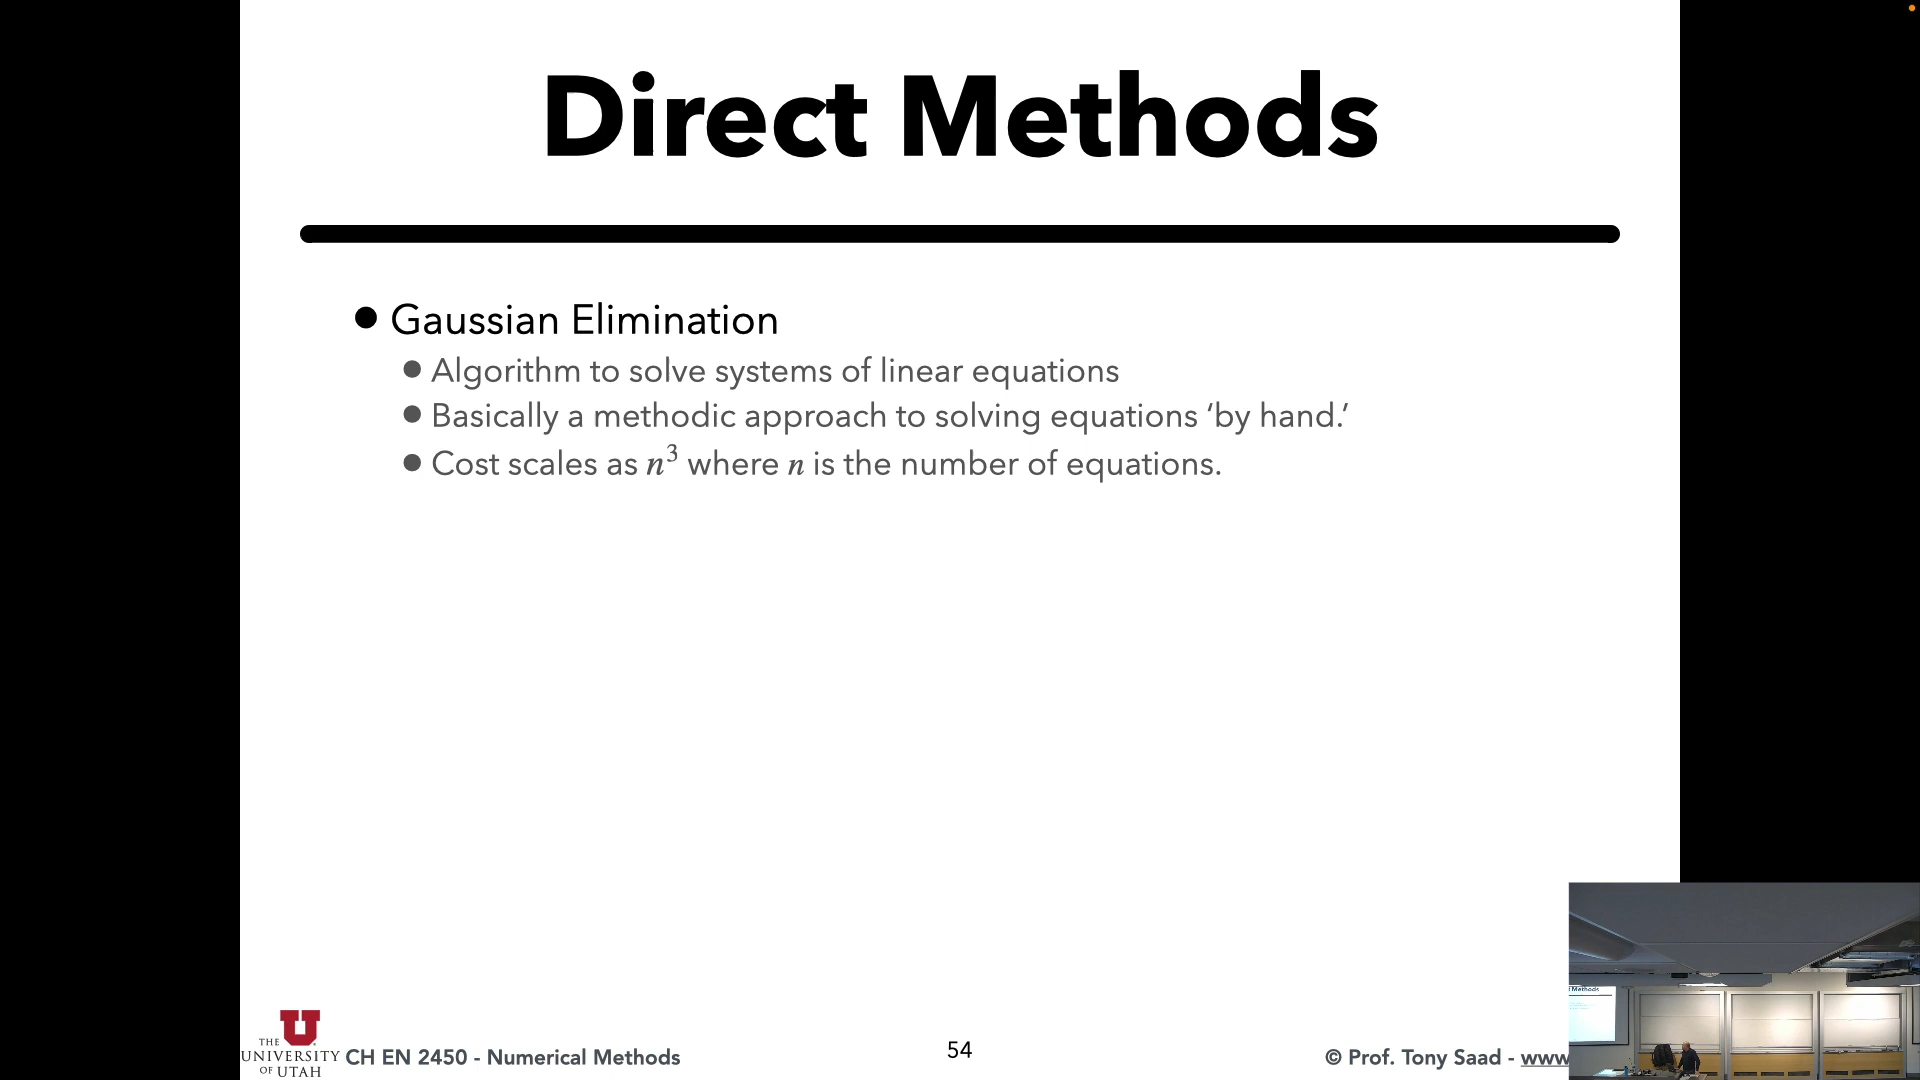 Direct Methods
• Gaussian Elimination
• Algorithm to solve systems of linear equations
• Basically a methodic approach to solving equations ‘by hand.’
• Cost scales as n³ where n is the number of equations.
THE
UNIVERSITY
OF UTAH
CH EN 2450 - Numerical Methods
54
© Prof. Tony Saad - www
Methods